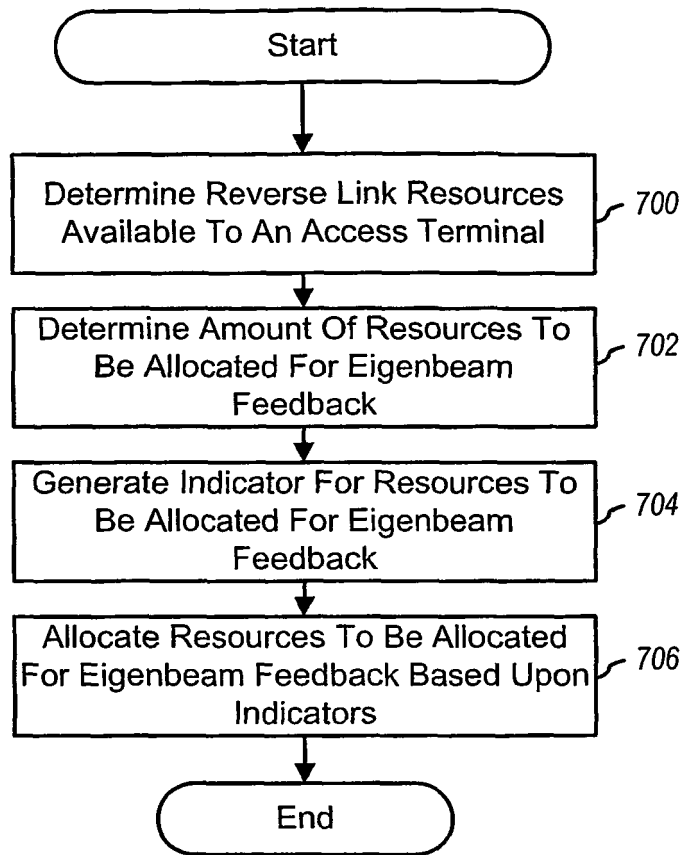 Start
Determine Reverse Link Resources
Available To An Access Terminal
700
Determine Amount Of Resources To
Be Allocated For Eigenbeam
Feedback
702
Generate Indicator For Resources To
Be Allocated For Eigenbeam
Feedback
704
Allocate Resources To Be Allocated
For Eigenbeam Feedback Based Upon
Indicators
706
End